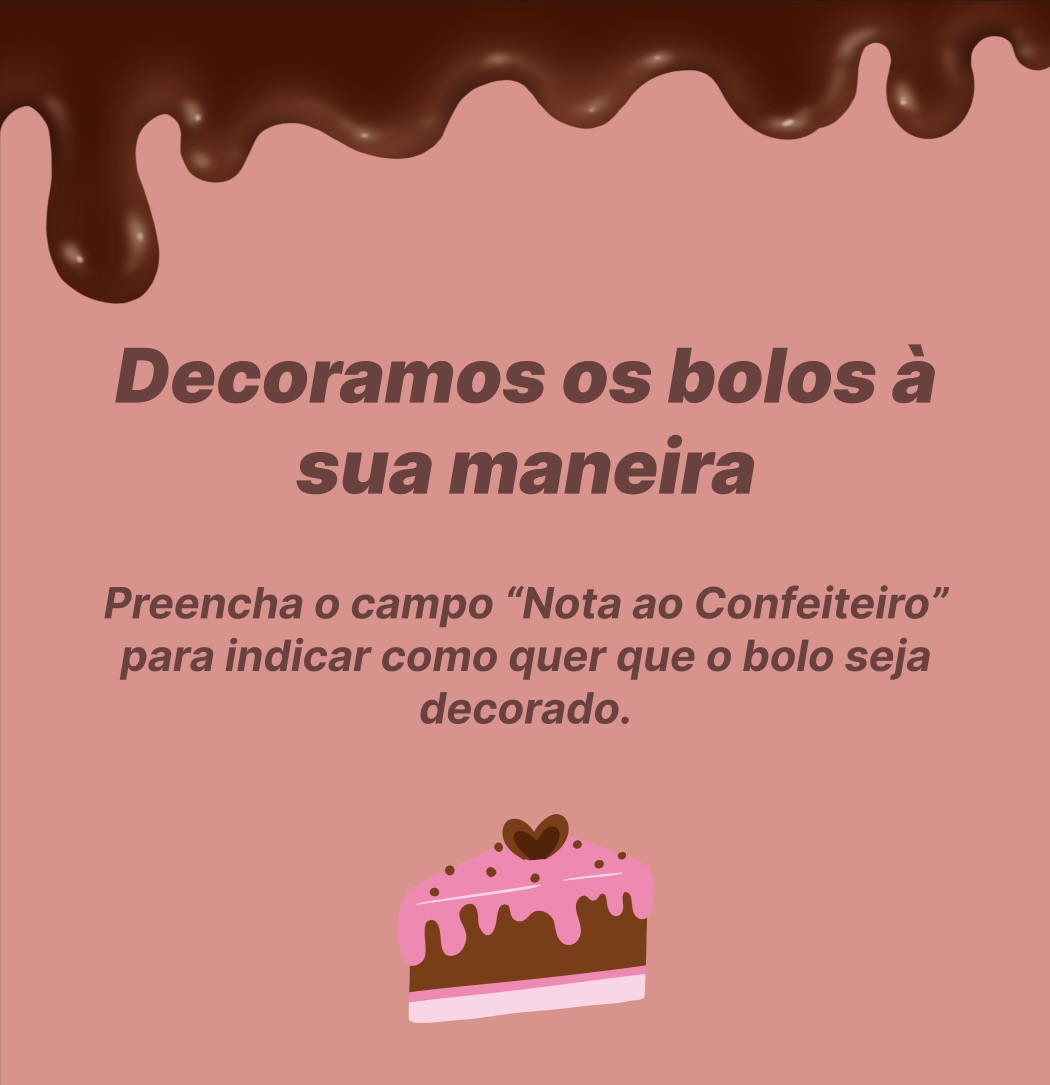 Decoramos os bolos à
sua maneira
Preencha o campo “Nota ao Confeiteiro”
para indicar como quer que o bolo seja
decorado.